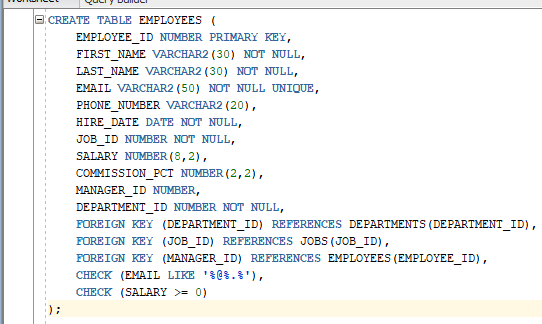 Worksheet Query Builder
CREATE TABLE EMPLOYEES (
EMPLOYEE_ID NUMBER PRIMARY KEY,
FIRST_NAME VARCHAR2(30) NOT NULL,
LAST_NAME VARCHAR2(30) NOT NULL,
EMAIL VARCHAR2(50) NOT NULL UNIQUE,
PHONE_NUMBER VARCHAR2(20),
HIRE_DATE DATE NOT NULL,
JOB_ID NUMBER NOT NULL,
SALARY NUMBER(8,2),
COMMISSION_PCT NUMBER(2,2),
MANAGER_ID NUMBER,
DEPARTMENT_ID NUMBER NOT NULL,
FOREIGN KEY (DEPARTMENT_ID) REFERENCES DEPARTMENTS(DEPARTMENT_ID),
FOREIGN KEY (JOB_ID) REFERENCES JOBS(JOB_ID),
FOREIGN KEY (MANAGER_ID) REFERENCES EMPLOYEES(EMPLOYEE_ID),
CHECK (EMAIL LIKE '%@%.%'),
CHECK (SALARY >= 0)
);